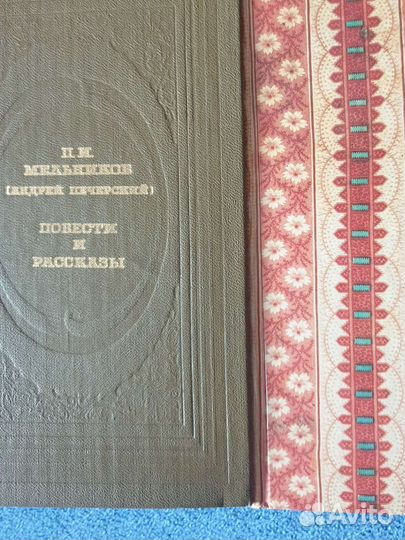 П. И.
МЕЛЬНИКОВ
(АНДРЕЙ ПЕЧЕРСКИЙ)
ПОВЕСТИ
И
РАССКАЗЫ
Avito